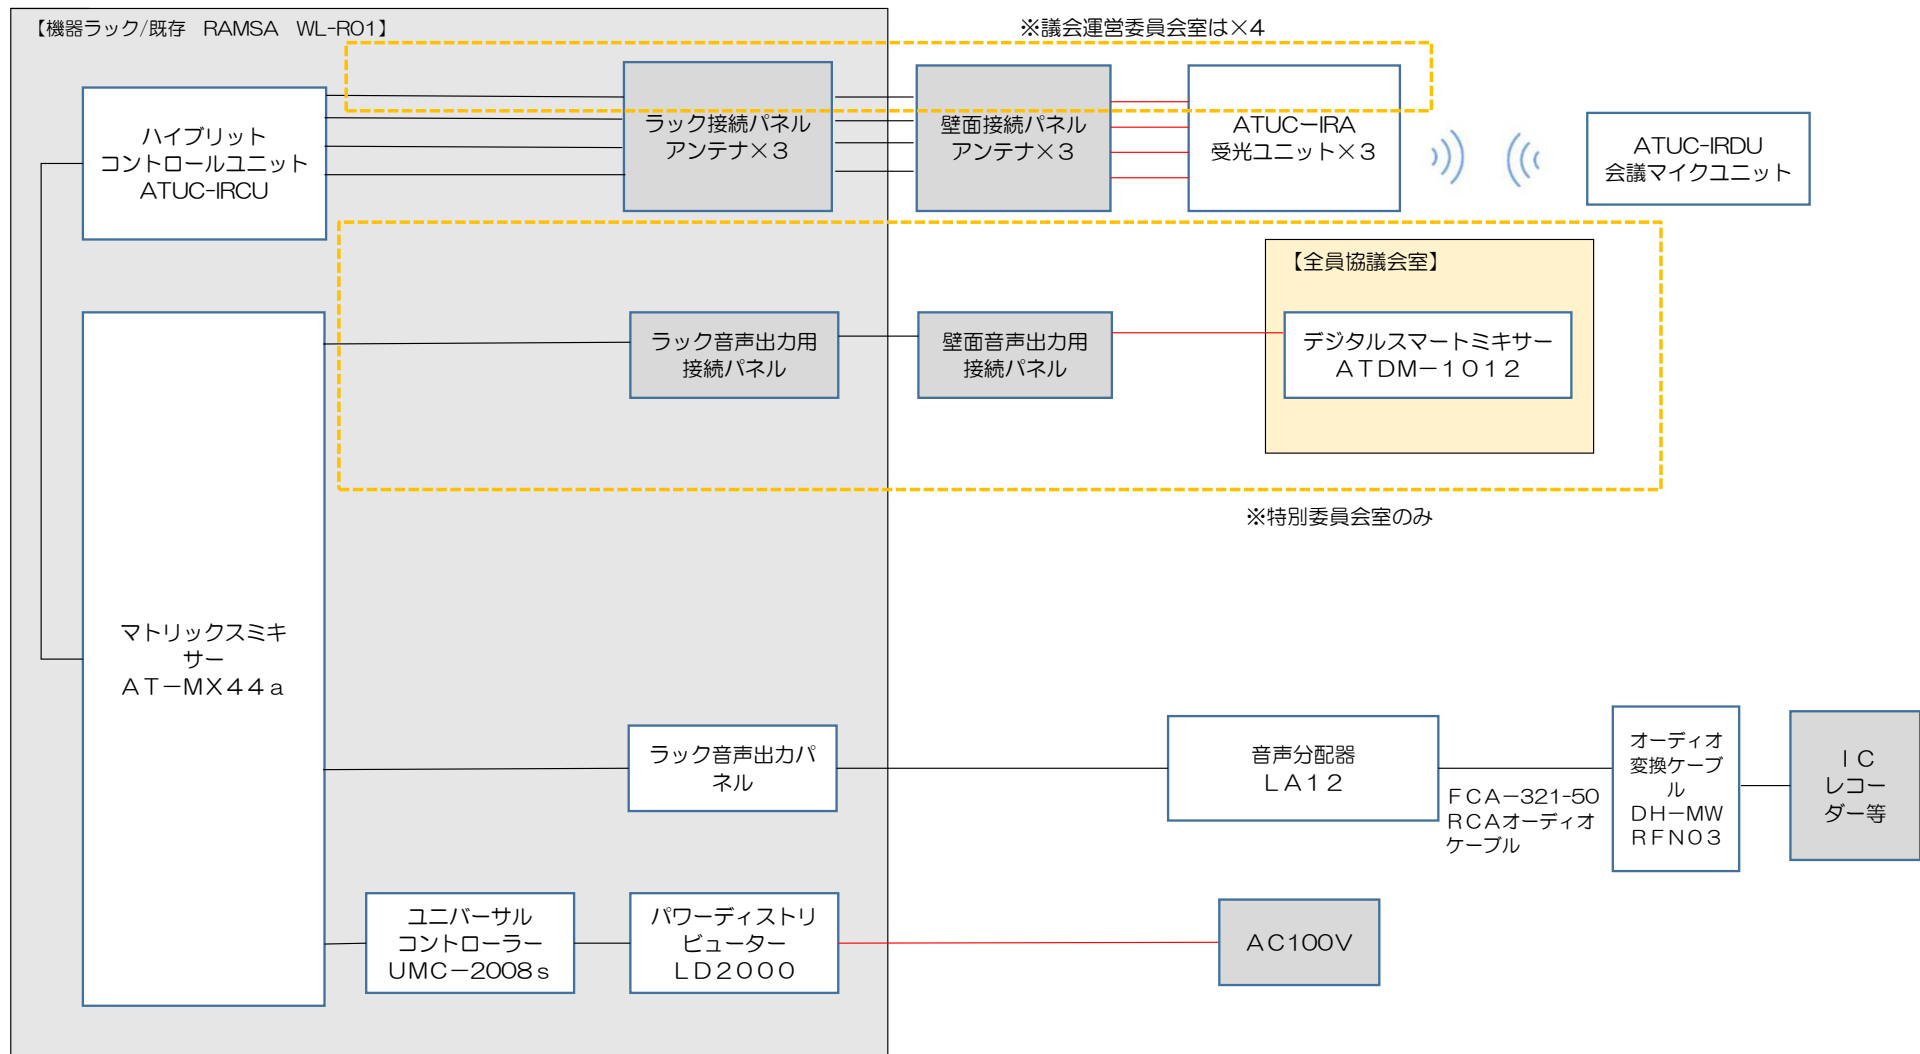 【機器ラック/既存　RAMSA　WL-R01】
※議会運営委員会室は×4
ハイブリット
コントロールユニット
ATUC-IRCU
ラック接続パネル
アンテナ×３
壁面接続パネル
アンテナ×３
ATUCーIRA
受光ユニット×３
ATUC-IRDU
会議マイクユニット
【全員協議会室】
ラック音声出力用
接続パネル
壁面音声出力用
接続パネル
デジタルスマートミキサー
ＡＴＤＭ－１０１２
※特別委員会室のみ
マトリックスミキ
サー
ＡＴ－ＭＸ４４ａ
ラック音声出力パ
ネル
音声分配器
ＬＡ１２
ＦＣＡ－３２１-５０
ＲＣＡオーディオ
ケーブル
オーディオ
変換ケーブ
ル
ＤＨ－ＭＷ
ＲＦＮ０３
ＩＣ
レコー
ダー等
ユニバーサル
コントローラー
UMC－2008ｓ
パワーディストリ
ビューター
ＬＤ２０００
ＡＣ１００Ｖ